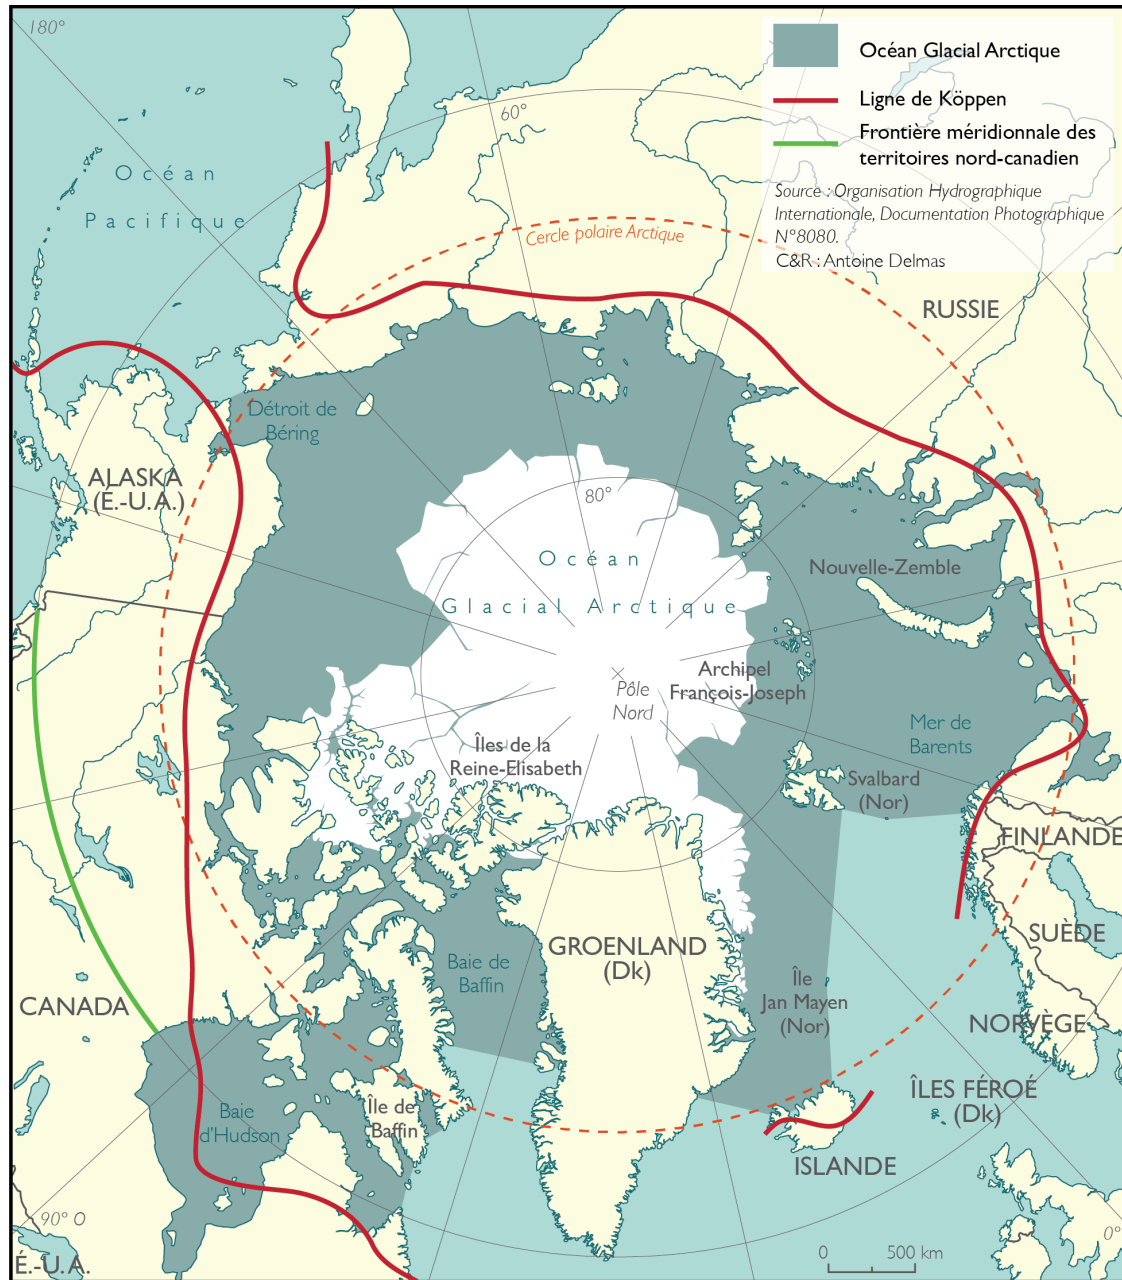 180°
60°
Océan Glacial Arctique
Ligne de Köppen
Frontière méridionnale des
territoires nord-canadien
Source : Organisation Hydrographique
Internationale, Documentation Photographique
N°8080.
C&R : Antoine Delmas
Océan
Pacifique
Cercle polaire Arctique
RUSSIE
Détroit de
Béring
ALASKA
(É.-U.A.)
80°
Océan
Glacial Arctique
Nouvelle-Zemble
Archipel
François-Joseph
Pôle
Nord
Mer de
Barents
Îles de la
Reine-Elisabeth
Svalbard
(Nor)
FINLANDE
SUÈDE
GROENLAND
(Dk)
Baie de
Baffin
Île
Jan Mayen
(Nor)
CANADA
NORVÈGE
ÎLES FÉROÉ
(Dk)
Baie
d'Hudson
Île de
Baffin
ISLANDE
90° O
0°
É.-U.A.
0 500 km